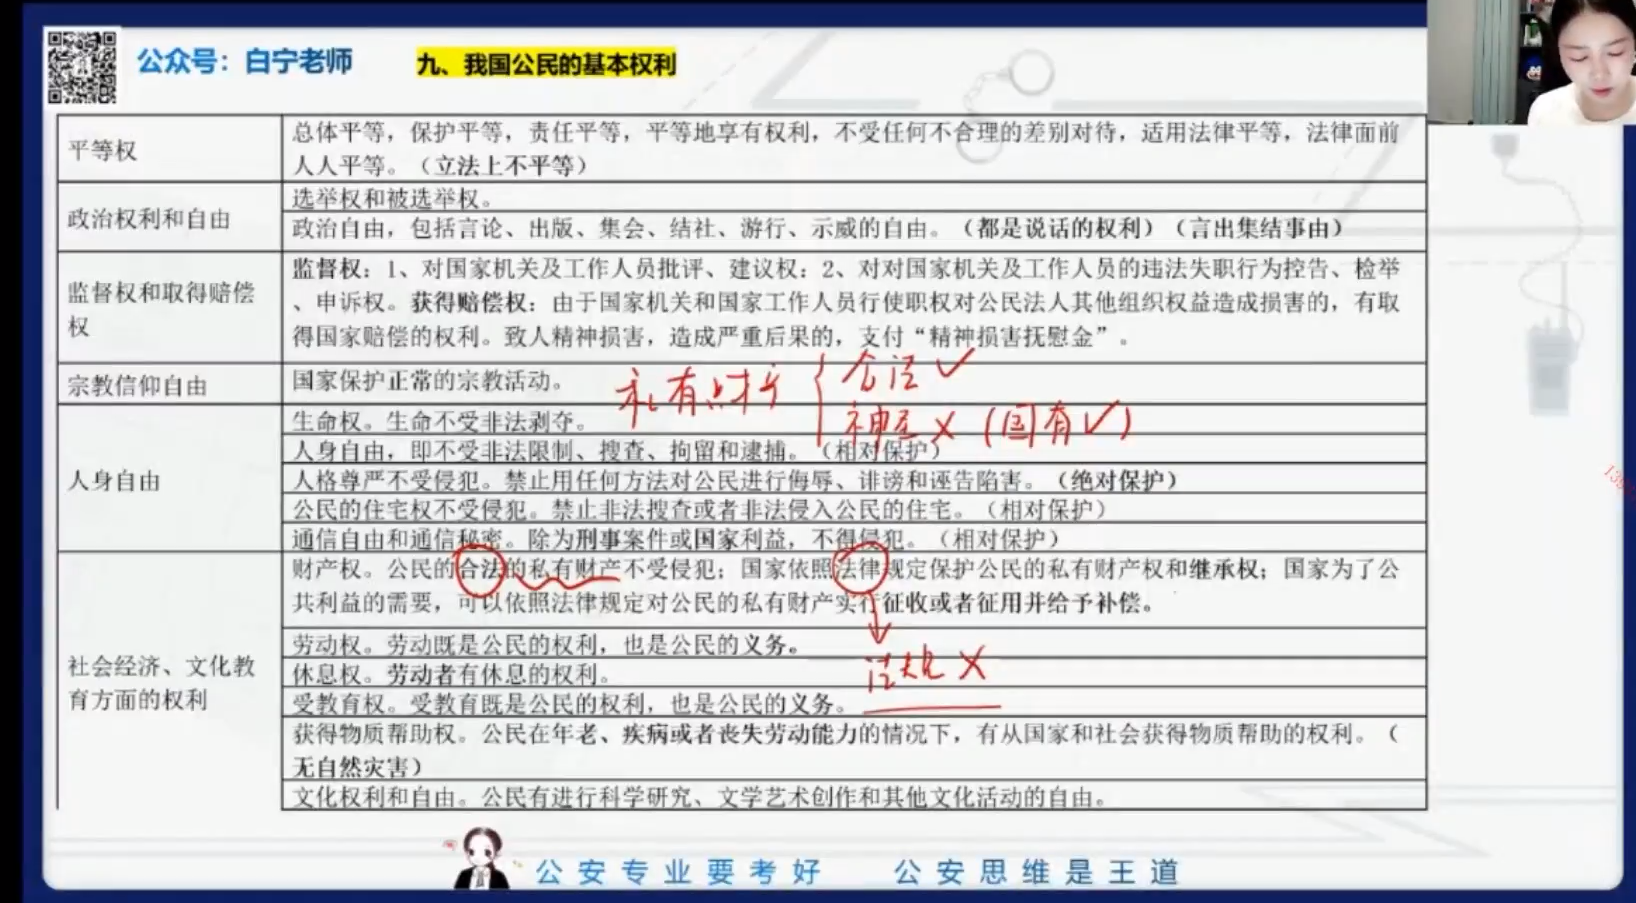 公众号：白宁老师
九、我国公民的基本权利
平等权
总体平等，保护平等，责任平等，平等地享有权利，不受任何不合理的差别对待，适用法律平等，法律面前
人人平等。（立法上不平等）
政治权利和自由
选举权和被选举权。
政治自由，包括言论、出版、集会、结社、游行、示威的自由。（都是说话的权利）（言出集结事由）
监督权和取得赔偿
权
监督权：1、对国家机关及工作人员批评、建议权：2、对对国家机关及工作人员的违法失职行为控告、检举
、申诉权。获得赔偿权：由于国家机关和国家工作人员行使职权对公民法人其他组织权益造成损害的，有取
得国家赔偿的权利。致人精神损害，造成严重后果的，支付“精神损害抚慰金”。
宗教信仰自由
国家保护正常的宗教活动。
私有财产
合法 ✓
神圣 ×（国有✓）
人身自由
生命权。生命不受非法剥夺。
人身自由，即不受非法限制、搜查、拘留和逮捕。（相对保护）
人格尊严不受侵犯。禁止用任何方法对公民进行侮辱、诽谤和诬告陷害。（绝对保护）
公民的住宅权不受侵犯。禁止非法搜查或者非法侵入公民的住宅。（相对保护）
通信自由和通信秘密。除为刑事案件或国家利益，不得侵犯。（相对保护）
社会经济、文化教
育方面的权利
财产权。公民的合法的私有财产不受侵犯；国家依照法律规定保护公民的私有财产权和继承权；国家为了公
共利益的需要，可以依照法律规定对公民的私有财产实行征收或者征用并给予补偿。
劳动权。劳动既是公民的权利，也是公民的义务。
休息权。劳动者有休息的权利。
法规 ×
受教育权。受教育既是公民的权利，也是公民的义务。
获得物质帮助权。公民在年老、疾病或者丧失劳动能力的情况下，有从国家和社会获得物质帮助的权利。（
无自然灾害）
文化权利和自由。公民有进行科学研究、文学艺术创作和其他文化活动的自由。
公安专业要考好 公安思维是王道